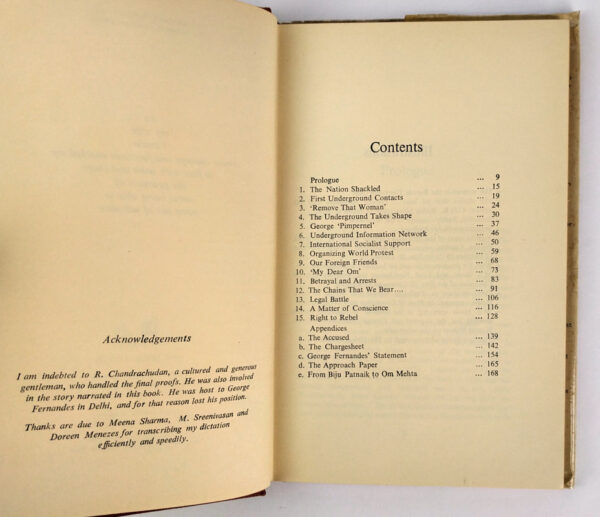 Acknowledgements
I am indebted to R. Chandrachudan, a cultured and generous
gentleman, who handled the final proofs. He was also involved
in the story narrated in this book. He was host to George
Fernandes in Delhi, and for that reason lost his position.
Thanks are due to Meena Sharma, M. Sreenivasan and
Doreen Menezes for transcribing my dictation
efficiently and speedily.
Contents
Prologue ... 9
1. The Nation Shackled ... 15
2. First Underground Contacts ... 19
3. ‘Remove That Woman’ ... 24
4. The Underground Takes Shape ... 30
5. George ‘Pimpernel’ ... 37
6. Underground Information Network ... 46
7. International Socialist Support ... 50
8. Organizing World Protest ... 59
9. Our Foreign Friends ... 68
10. ‘My Dear Om’ ... 73
11. Betrayal and Arrests ... 83
12. The Chains That We Bear.... ... 91
13. Legal Battle ... 106
14. A Matter of Conscience ... 116
15. Right to Rebel ... 128
Appendices
a. The Accused ... 139
b. The Chargesheet ... 142
c. George Fernandes' Statement ... 154
d. The Approach Paper ... 165
e. From Biju Patnaik to Om Mehta ... 168